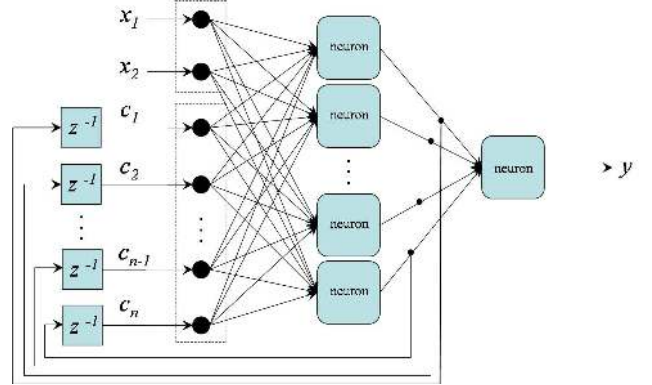 x1
x2
neuron
z⁻¹ c1
neuron
z⁻¹ c2
neuron y
z⁻¹ cn-1
neuron
z⁻¹ cn
neuron